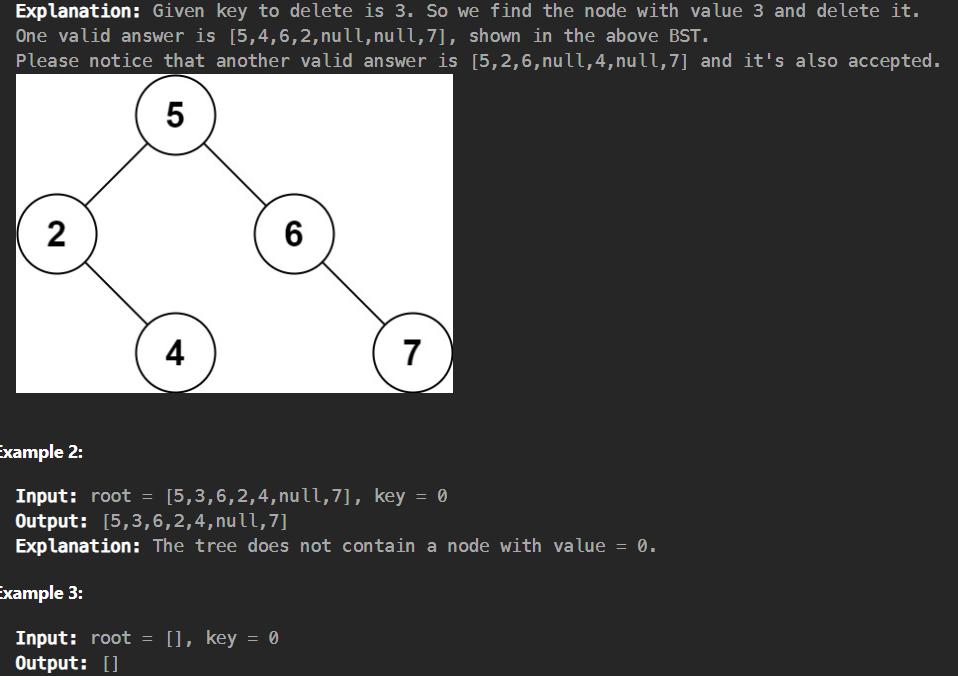 Explanation: Given key to delete is 3. So we find the node with value 3 and delete it.
One valid answer is [5,4,6,2,null,null,7], shown in the above BST.
Please notice that another valid answer is [5,2,6,null,4,null,7] and it's also accepted.
5
2
6
4
7
Example 2:
Input: root = [5,3,6,2,4,null,7], key = 0
Output: [5,3,6,2,4,null,7]
Explanation: The tree does not contain a node with value = 0.
Example 3:
Input: root = [], key = 0
Output: []